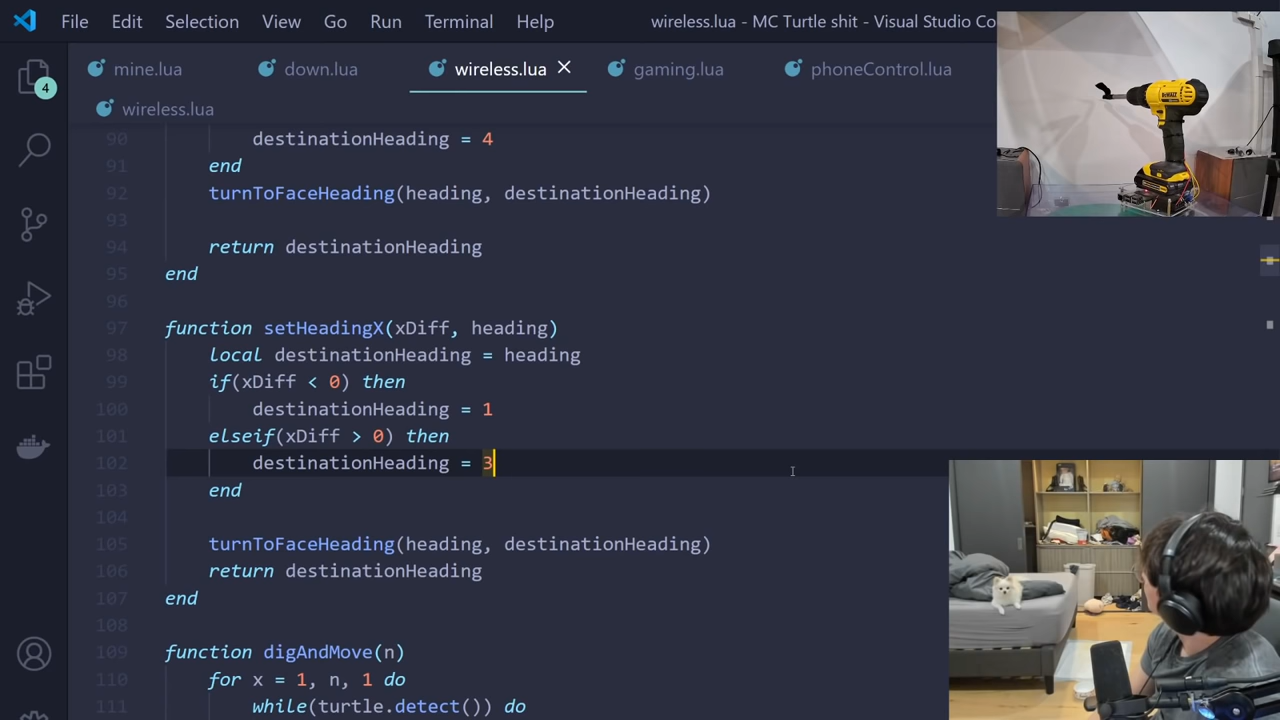 File Edit Selection View Go Run Terminal Help wireless.lua - MC Turtle shit - Visual Studio Co
4
mine.lua down.lua wireless.lua gaming.lua phoneControl.lua
wireless.lua
90 destinationHeading = 4
91 end
92 turnToFaceHeading(heading, destinationHeading)
93
94 return destinationHeading
95 end
96
97 function setHeadingX(xDiff, heading)
98 local destinationHeading = heading
99 if(xDiff < 0) then
100 destinationHeading = 1
101 elseif(xDiff > 0) then
102 destinationHeading = 3
103 end
104
105 turnToFaceHeading(heading, destinationHeading)
106 return destinationHeading
107 end
108
109 function digAndMove(n)
110 for x = 1, n, 1 do
111 while(turtle.detect()) do
DEWALT